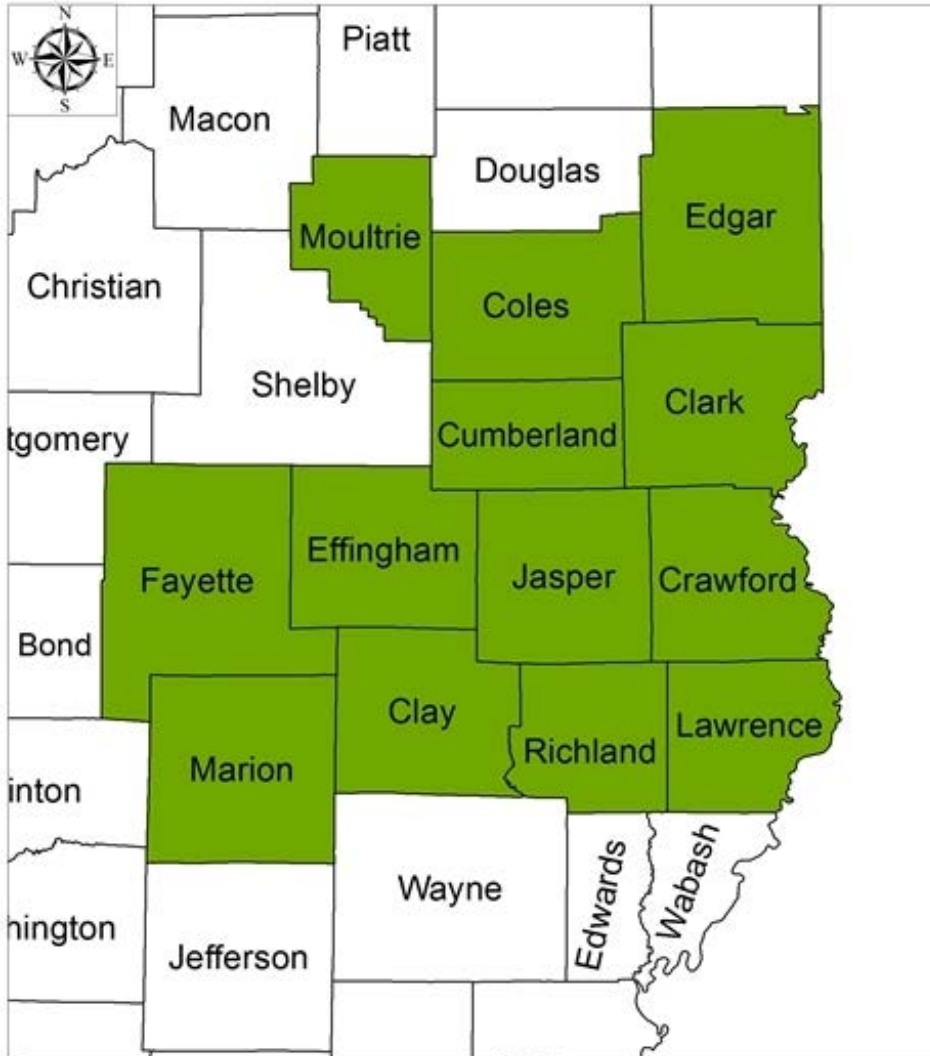 N
W E
S
Piatt
Macon
Douglas
Edgar
Moultrie
Christian
Coles
Shelby
Clark
tgomery
Cumberland
Effingham
Fayette
Jasper
Crawford
Bond
Clay
Lawrence
Richland
Marion
inton
Wayne
Edwards
Wabash
hington
Jefferson